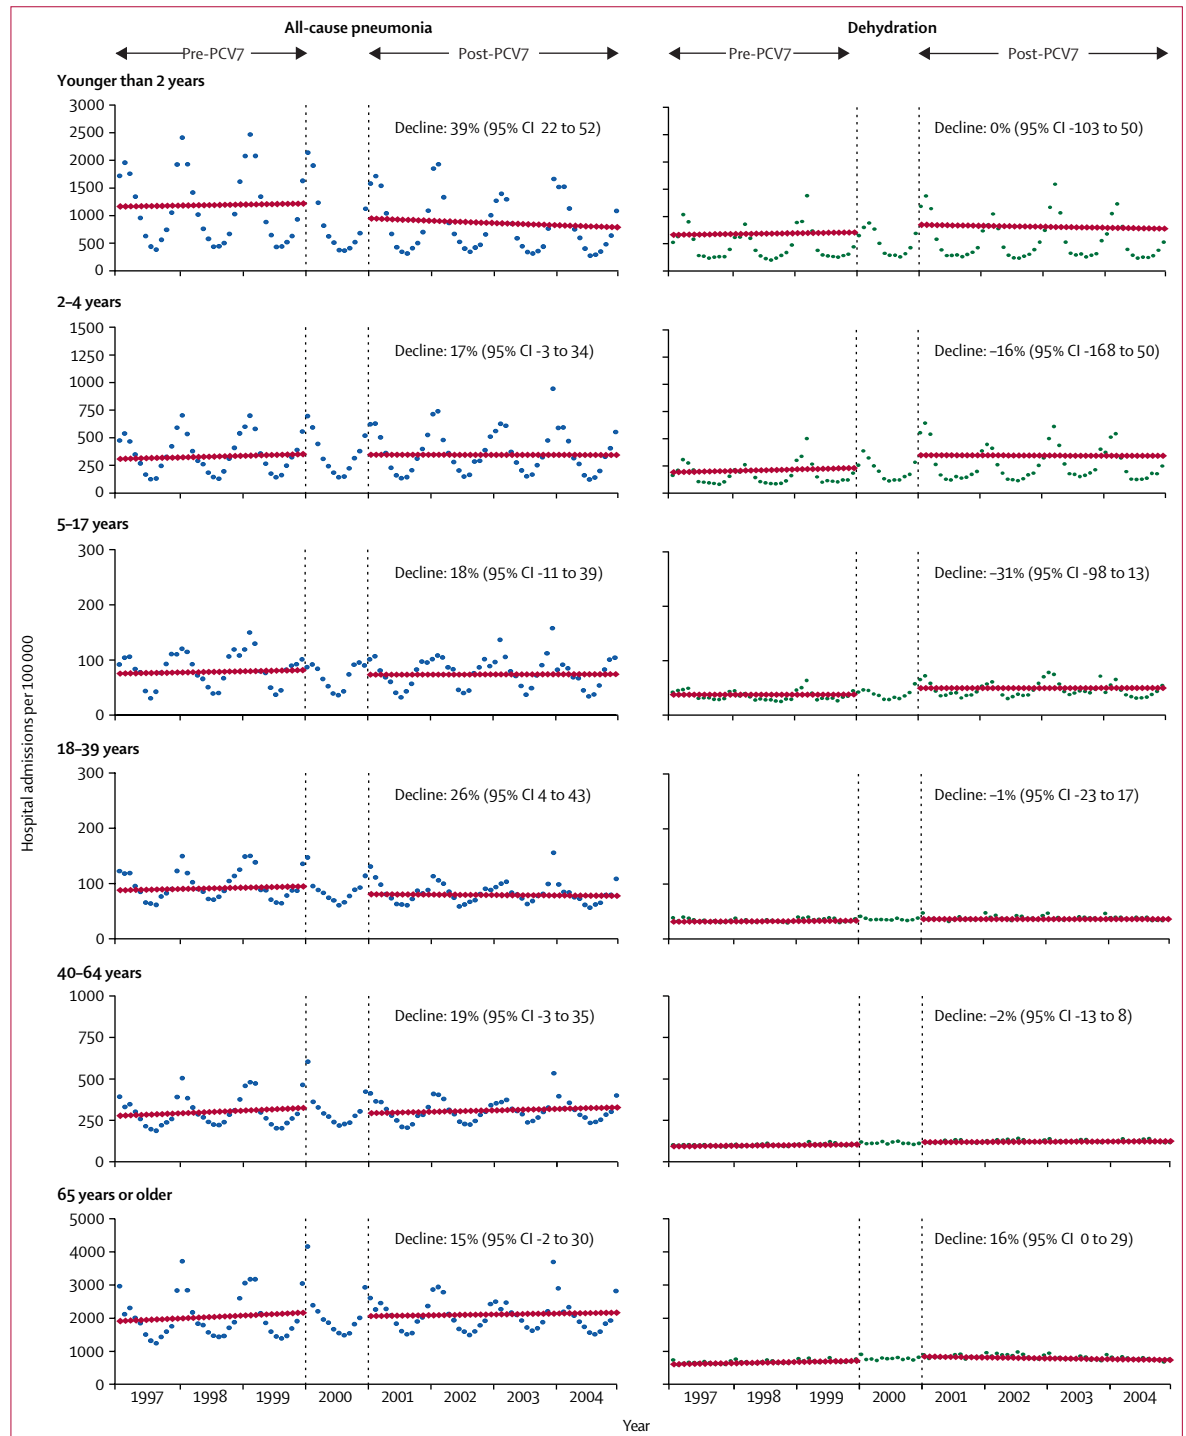 All-cause pneumonia
Dehydration
Pre-PCV7
Post-PCV7
Pre-PCV7
Post-PCV7
Younger than 2 years
3000
2500
2000
1500
1000
500
0
Decline: 39% (95% CI 22 to 52)
Decline: 0% (95% CI -103 to 50)
2–4 years
1500
1250
1000
750
500
250
0
Decline: 17% (95% CI -3 to 34)
Decline: –16% (95% CI -168 to 50)
5–17 years
300
200
100
0
Decline: 18% (95% CI -11 to 39)
Decline: –31% (95% CI -98 to 13)
Hospital admissions per 100 000
18–39 years
300
200
100
0
Decline: 26% (95% CI 4 to 43)
Decline: –1% (95% CI -23 to 17)
40–64 years
1000
750
500
250
0
Decline: 19% (95% CI -3 to 35)
Decline: –2% (95% CI -13 to 8)
65 years or older
5000
4000
3000
2000
1000
0
Decline: 15% (95% CI -2 to 30)
Decline: 16% (95% CI 0 to 29)
1997 1998 1999 2000 2001 2002 2003 2004
1997 1998 1999 2000 2001 2002 2003 2004
Year